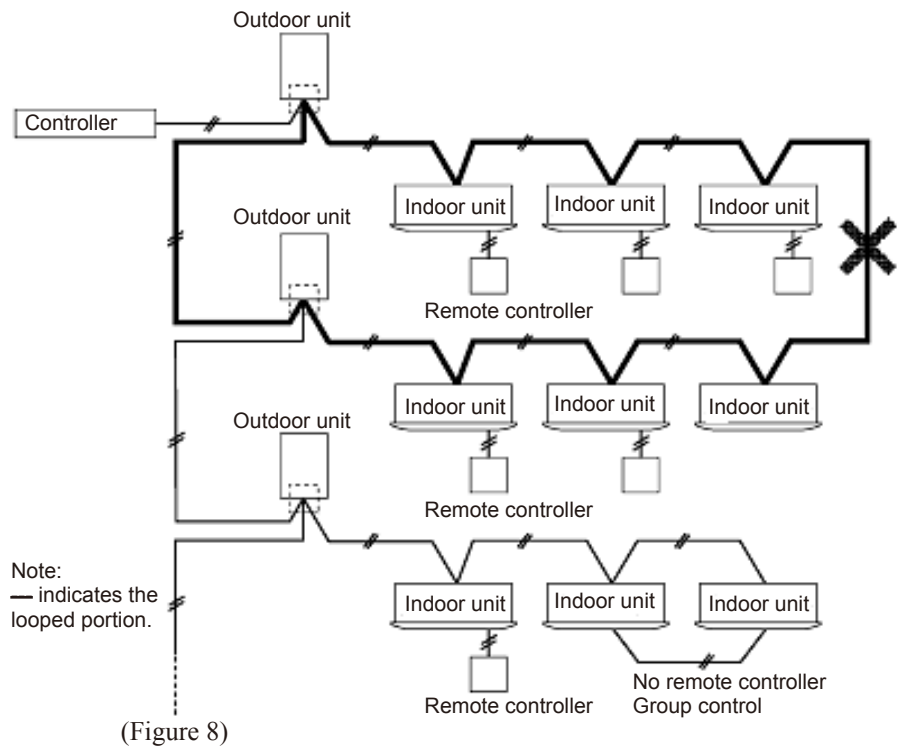 Outdoor unit
Controller
Indoor unit Indoor unit Indoor unit
Outdoor unit
Remote controller
Indoor unit Indoor unit Indoor unit
Outdoor unit
Remote controller
Note:
— indicates the
looped portion.
Indoor unit Indoor unit Indoor unit
Remote controller
No remote controller
Group control
(Figure 8)